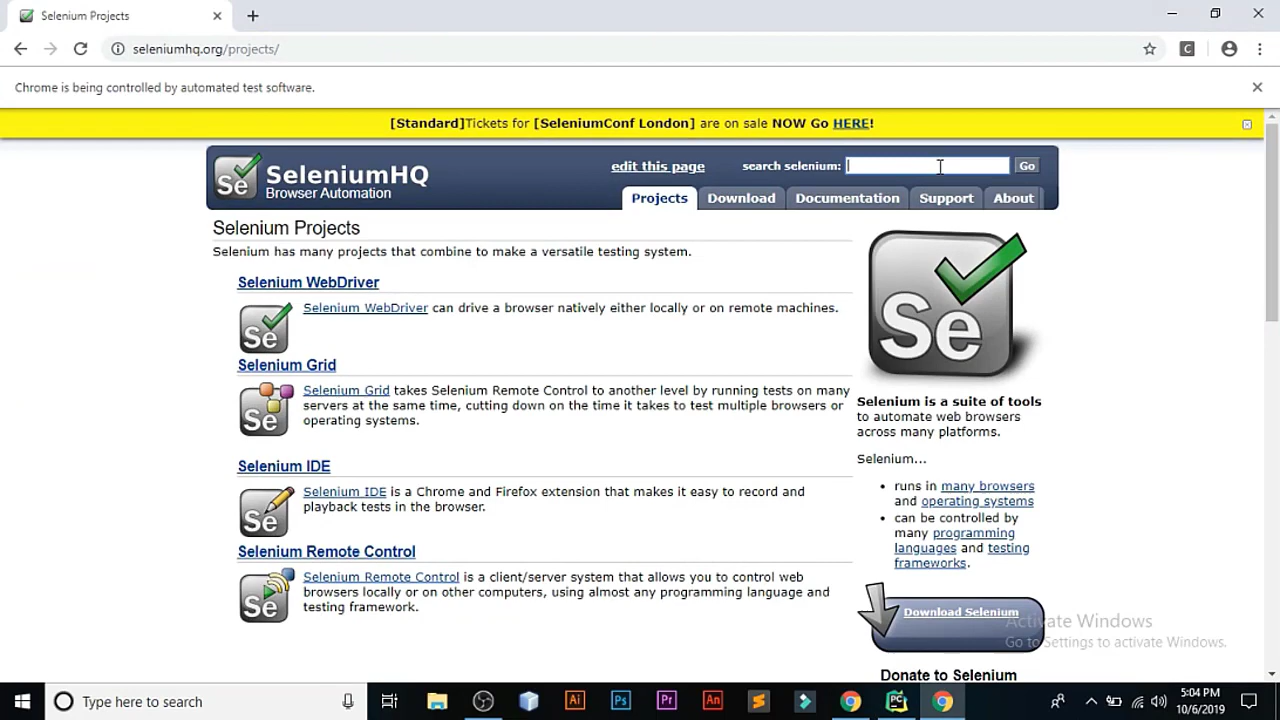 Selenium Projects
seleniumhq.org/projects/
Chrome is being controlled by automated test software.
[Standard]Tickets for [SeleniumConf London] are on sale NOW Go HERE!
Se
SeleniumHQ
Browser Automation
edit this page
search selenium:
Go
Projects
Download
Documentation
Support
About
Selenium Projects
Selenium has many projects that combine to make a versatile testing system.
Selenium WebDriver
Se
Selenium WebDriver can drive a browser natively either locally or on remote machines.
Selenium Grid
Se
Selenium Grid takes Selenium Remote Control to another level by running tests on many
servers at the same time, cutting down on the time it takes to test multiple browsers or
operating systems.
Selenium IDE
Se
Selenium IDE is a Chrome and Firefox extension that makes it easy to record and
playback tests in the browser.
Selenium Remote Control
Se
Selenium Remote Control is a client/server system that allows you to control web
browsers locally or on other computers, using almost any programming language and
testing framework.
Se
Selenium is a suite of tools
to automate web browsers
across many platforms.
Selenium...
runs in many browsers
and operating systems
can be controlled by
many programming
languages and testing
frameworks.
Download Selenium
Donate to Selenium
Activate Windows
Go to Settings to activate Windows.
Type here to search
Ai
Ps
Pr
An
PC
5:04 PM
10/6/2019